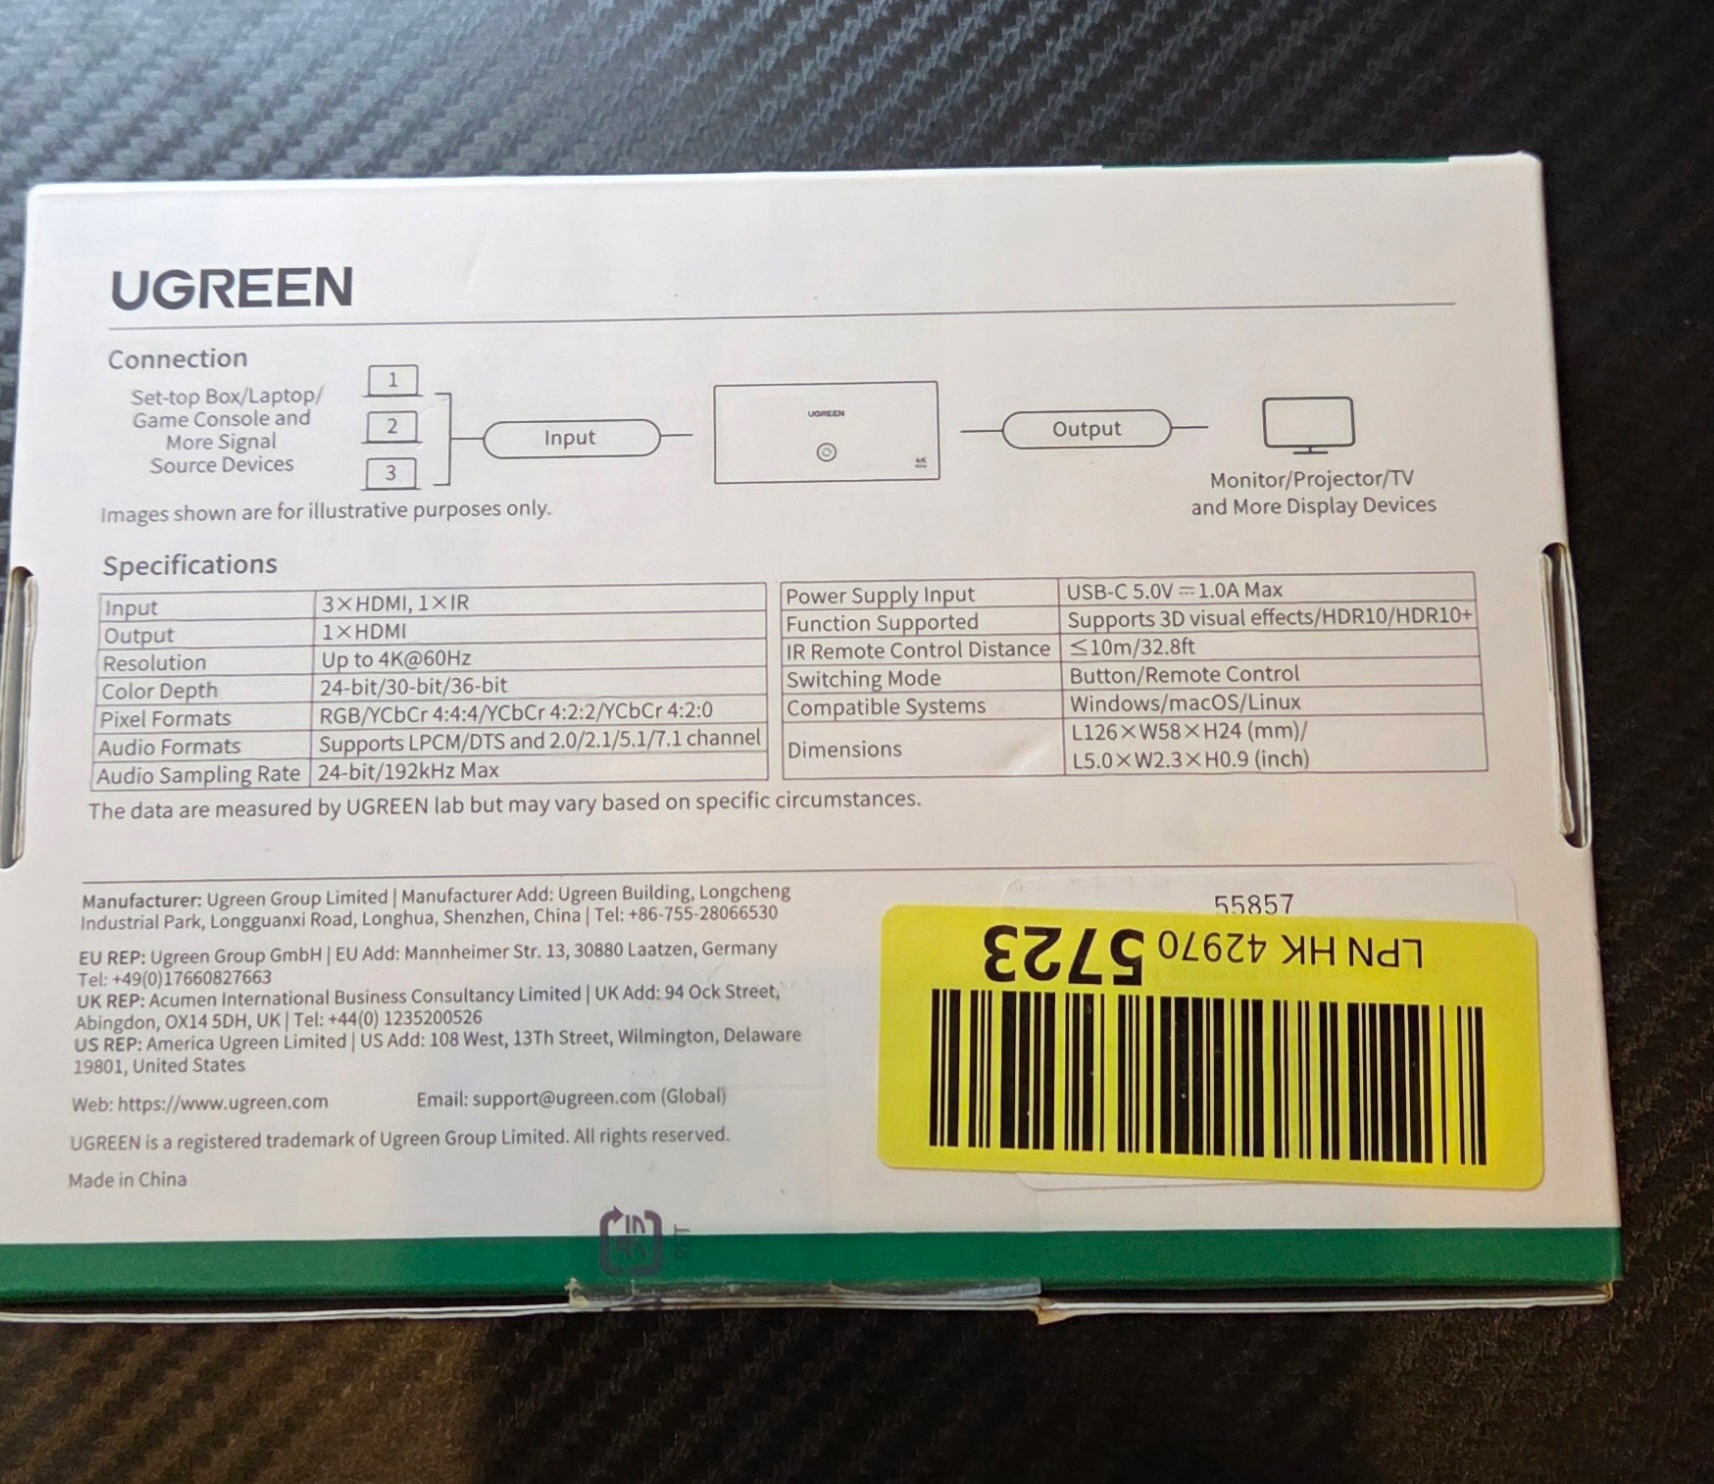 UGREEN
Connection
Set-top Box/Laptop/
Game Console and
More Signal
Source Devices
1
2
3
Input
UGREEN
4K
Output
Monitor/Projector/TV
and More Display Devices
Images shown are for illustrative purposes only.
Specifications
Input 3×HDMI, 1×IR
Output 1×HDMI
Resolution Up to 4K@60Hz
Color Depth 24-bit/30-bit/36-bit
Pixel Formats RGB/YCbCr 4:4:4/YCbCr 4:2:2/YCbCr 4:2:0
Audio Formats Supports LPCM/DTS and 2.0/2.1/5.1/7.1 channel
Audio Sampling Rate 24-bit/192kHz Max
Power Supply Input USB-C 5.0V⎓1.0A Max
Function Supported Supports 3D visual effects/HDR10/HDR10+
IR Remote Control Distance ≤10m/32.8ft
Switching Mode Button/Remote Control
Compatible Systems Windows/macOS/Linux
Dimensions L126×W58×H24 (mm)/
L5.0×W2.3×H0.9 (inch)
The data are measured by UGREEN lab but may vary based on specific circumstances.
Manufacturer: Ugreen Group Limited | Manufacturer Add: Ugreen Building, Longcheng
Industrial Park, Longguanxi Road, Longhua, Shenzhen, China | Tel: +86-755-28066530
EU REP: Ugreen Group GmbH | EU Add: Mannheimer Str. 13, 30880 Laatzen, Germany
Tel: +49(0)17660827663
UK REP: Acumen International Business Consultancy Limited | UK Add: 94 Ock Street,
Abingdon, OX14 5DH, UK | Tel: +44(0) 1235200526
US REP: America Ugreen Limited | US Add: 108 West, 13Th Street, Wilmington, Delaware
19801, United States
Web: https://www.ugreen.com Email: support@ugreen.com (Global)
UGREEN is a registered trademark of Ugreen Group Limited. All rights reserved.
Made in China
55857
LPN HK 42970 5723
PET